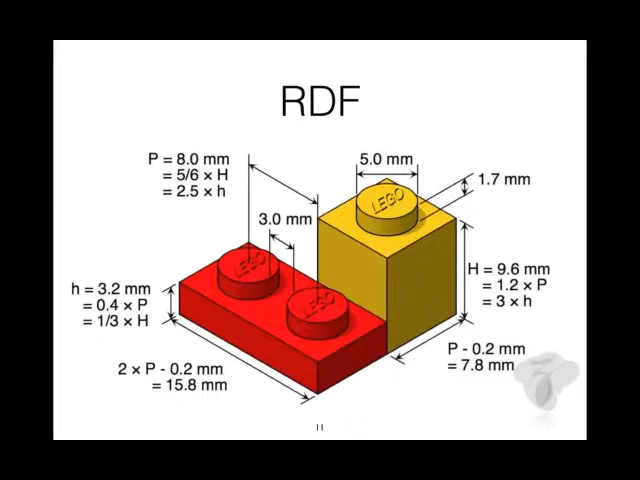 RDF
P = 8.0 mm
= 5/6 × H
= 2.5 × h
5.0 mm
1.7 mm
3.0 mm
LEGO
LEGO
LEGO
h = 3.2 mm
= 0.4 × P
= 1/3 × H
H = 9.6 mm
= 1.2 × P
= 3 × h
2 × P - 0.2 mm
= 15.8 mm
P - 0.2 mm
= 7.8 mm
11